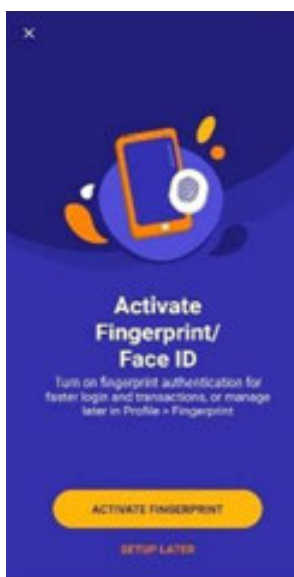 Activate
Fingerprint/
Face ID
Turn on fingerprint authentication for
faster login and transactions, or manage
later in Profile > Fingerprint
ACTIVATE FINGERPRINT
SETUP LATER